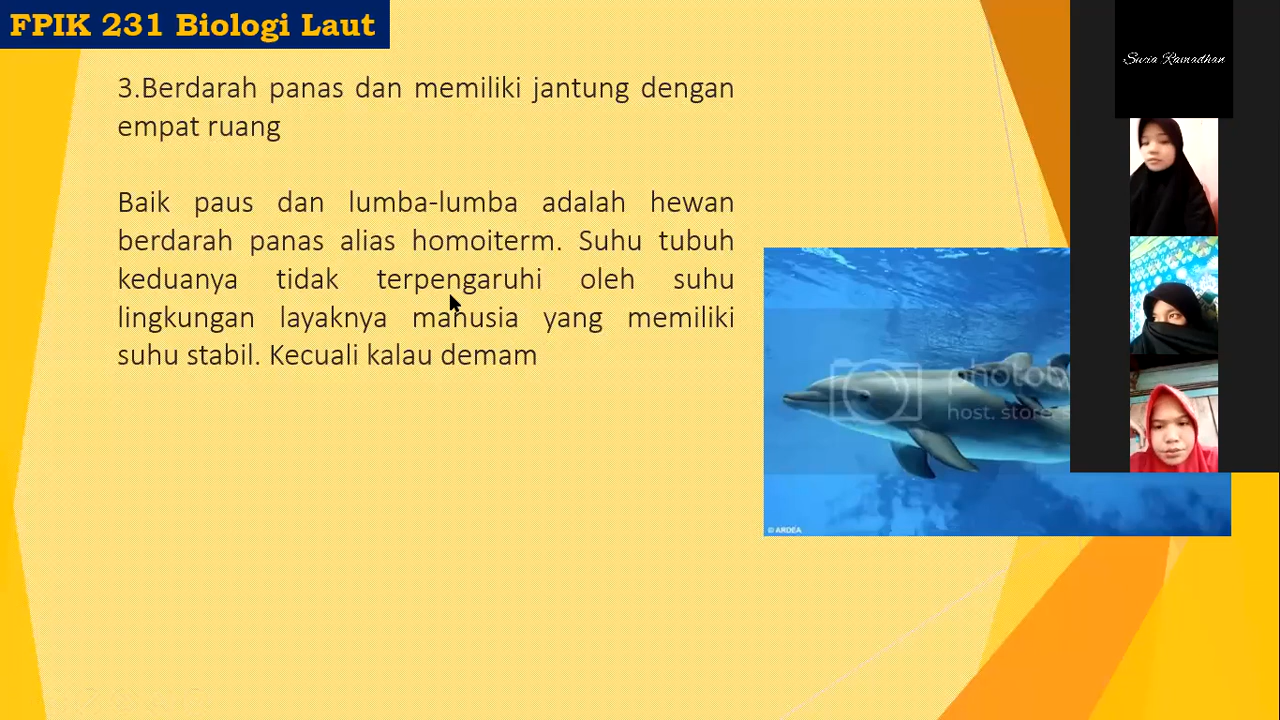 FPIK 231 Biologi Laut
3.Berdarah panas dan memiliki jantung dengan
empat ruang
Baik paus dan lumba-lumba adalah hewan
berdarah panas alias homoiterm. Suhu tubuh
keduanya tidak terpengaruhi oleh suhu
lingkungan layaknya manusia yang memiliki
suhu stabil. Kecuali kalau demam
Sucia Ramadhan
host. store
© ARDEA